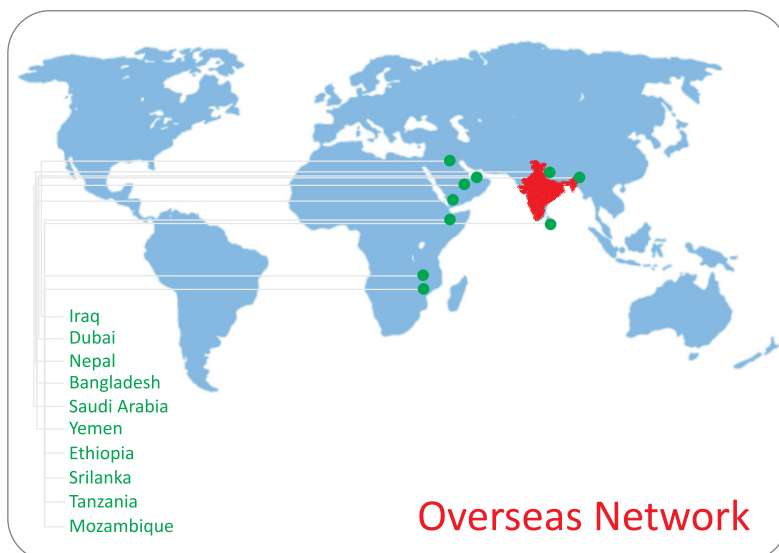 Iraq
Dubai
Nepal
Bangladesh
Saudi Arabia
Yemen
Ethiopia
Srilanka
Tanzania
Mozambique
Overseas Network